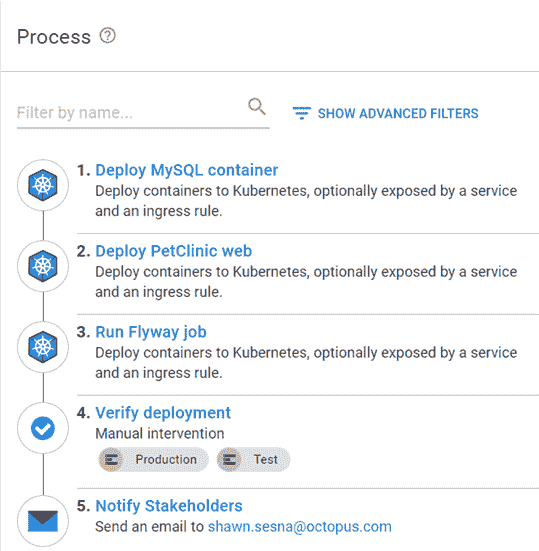 Process
Filter by name...
SHOW ADVANCED FILTERS
1. Deploy MySQL container
Deploy containers to Kubernetes, optionally exposed by a service
and an ingress rule.
2. Deploy PetClinic web
Deploy containers to Kubernetes, optionally exposed by a service
and an ingress rule.
3. Run Flyway job
Deploy containers to Kubernetes, optionally exposed by a service
and an ingress rule.
4. Verify deployment
Manual intervention
Production
Test
5. Notify Stakeholders
Send an email to shawn.sesna@octopus.com